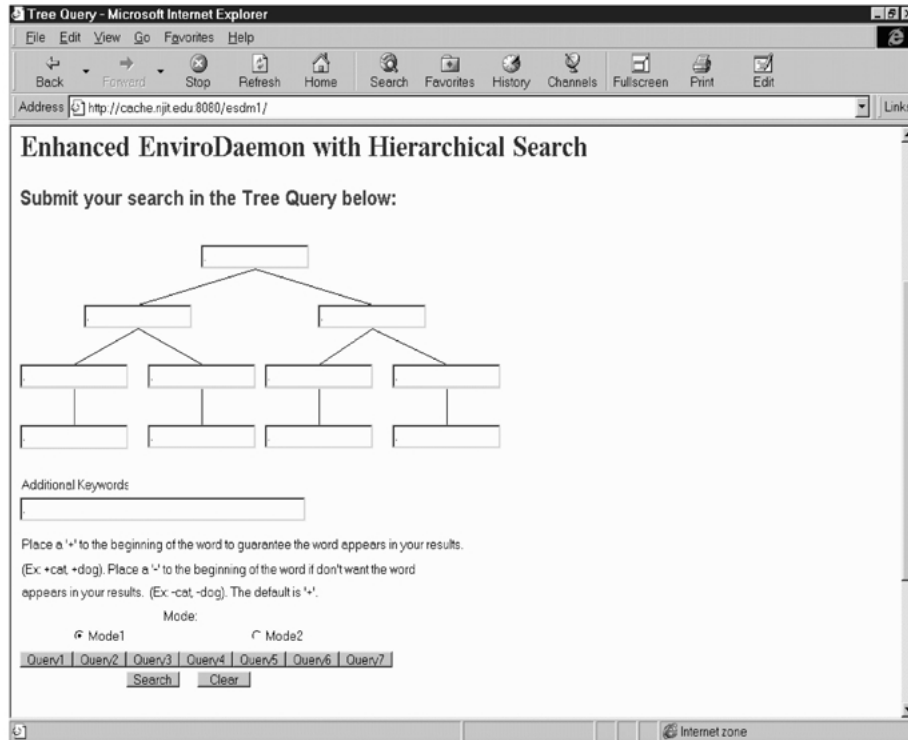 Tree Query - Microsoft Internet Explorer
File Edit View Go Favorites Help
Back Forward Stop Refresh Home Search Favorites History Channels Fullscreen Print Edit
Address http://cache.njit.edu:8080/esdm1/ Links
Enhanced EnviroDaemon with Hierarchical Search
Submit your search in the Tree Query below:
Additional Keywords
Place a '+' to the beginning of the word to guarantee the word appears in your results.
(Ex: +cat, +dog). Place a '-' to the beginning of the word if don't want the word
appears in your results. (Ex: -cat, -dog). The default is '+'.
Mode:
Mode1 Mode2
Query1 Query2 Query3 Query4 Query5 Query6 Query7
Search Clear
Internet zone